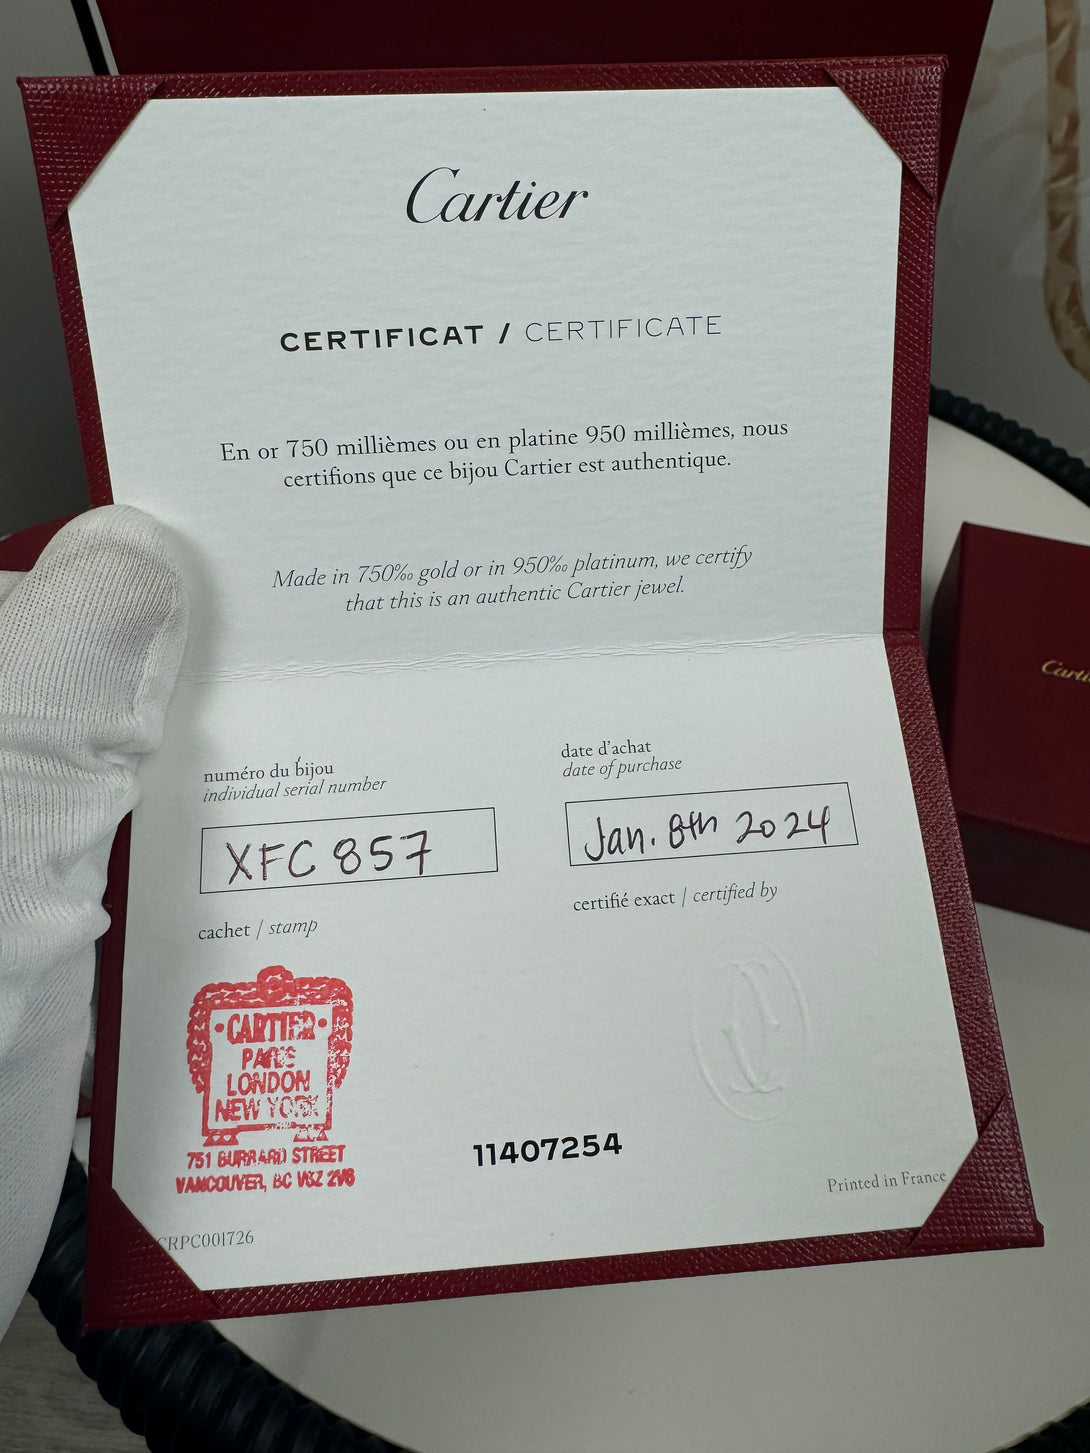 Cartier
CERTIFICAT / CERTIFICATE
En or 750 millièmes ou en platine 950 millièmes, nous
certifions que ce bijou Cartier est authentique.
Made in 750‰ gold or in 950‰ platinum, we certify
that this is an authentic Cartier jewel.
numéro du bijou
individual serial number
XFC 857
date d'achat
date of purchase
Jan. 8th 2024
cachet / stamp
certifié exact / certified by
•CARTIER•
PARIS
LONDON
NEW YORK
751 BURRARD STREET
VANCOUVER, BC V6Z 2V6
11407254
CRPC001726
Printed in France